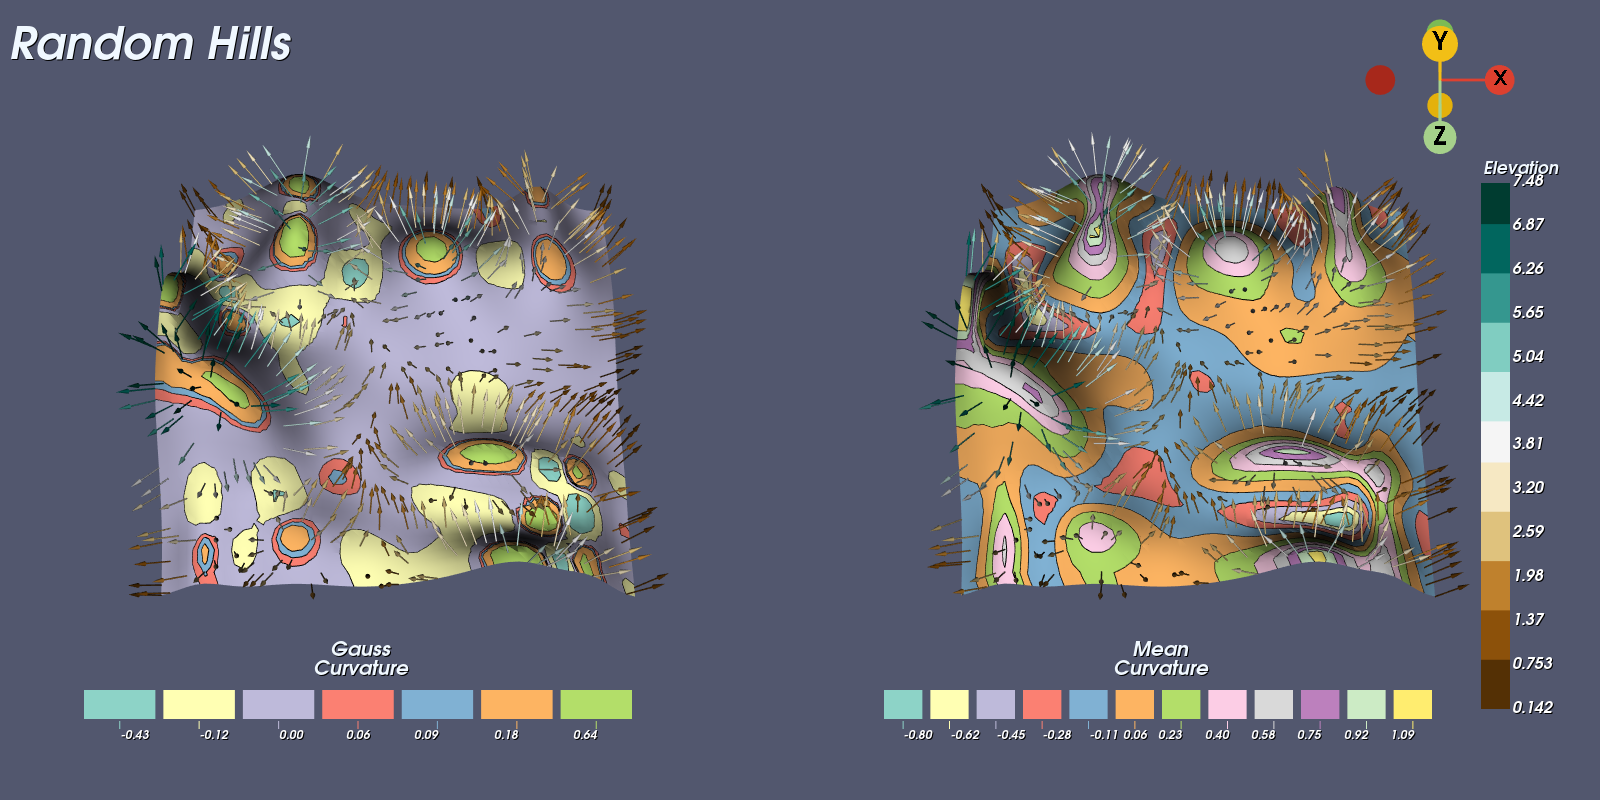 Random Hills
Y
X
Z
Elevation
7.48
6.87
6.26
5.65
5.04
4.42
3.81
3.20
2.59
1.98
1.37
0.753
0.142
Gauss
Curvature
-0.43 -0.12 0.00 0.06 0.09 0.18 0.64
Mean
Curvature
-0.80 -0.62 -0.45 -0.28 -0.11 0.06 0.23 0.40 0.58 0.75 0.92 1.09